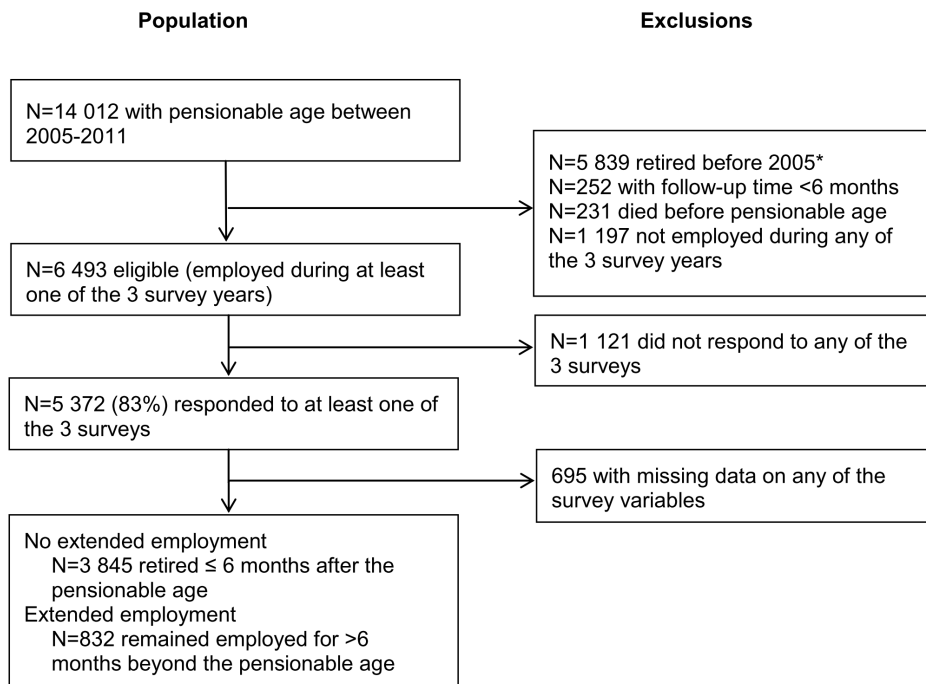 Population
Exclusions
N=14 012 with pensionable age between
2005-2011
N=5 839 retired before 2005*
N=252 with follow-up time <6 months
N=231 died before pensionable age
N=1 197 not employed during any of
the 3 survey years
N=6 493 eligible (employed during at least
one of the 3 survey years)
N=1 121 did not respond to any of the
3 surveys
N=5 372 (83%) responded to at least one of
the 3 surveys
695 with missing data on any of the
survey variables
No extended employment
N=3 845 retired ≤ 6 months after the
pensionable age
Extended employment
N=832 remained employed for >6
months beyond the pensionable age